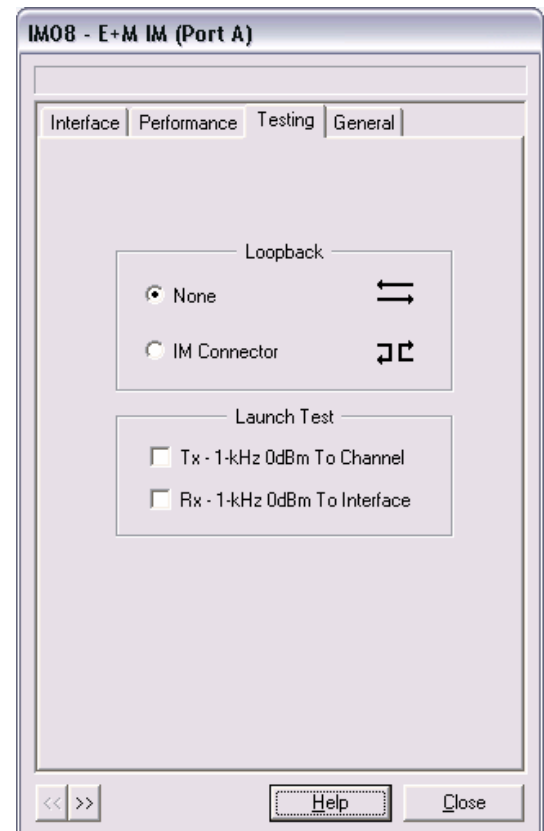 IM08 - E+M IM (Port A)
Interface Performance Testing General
Loopback
None
IM Connector
Launch Test
Tx - 1-kHz 0dBm To Channel
Rx - 1-kHz 0dBm To Interface
<< >> Help Close